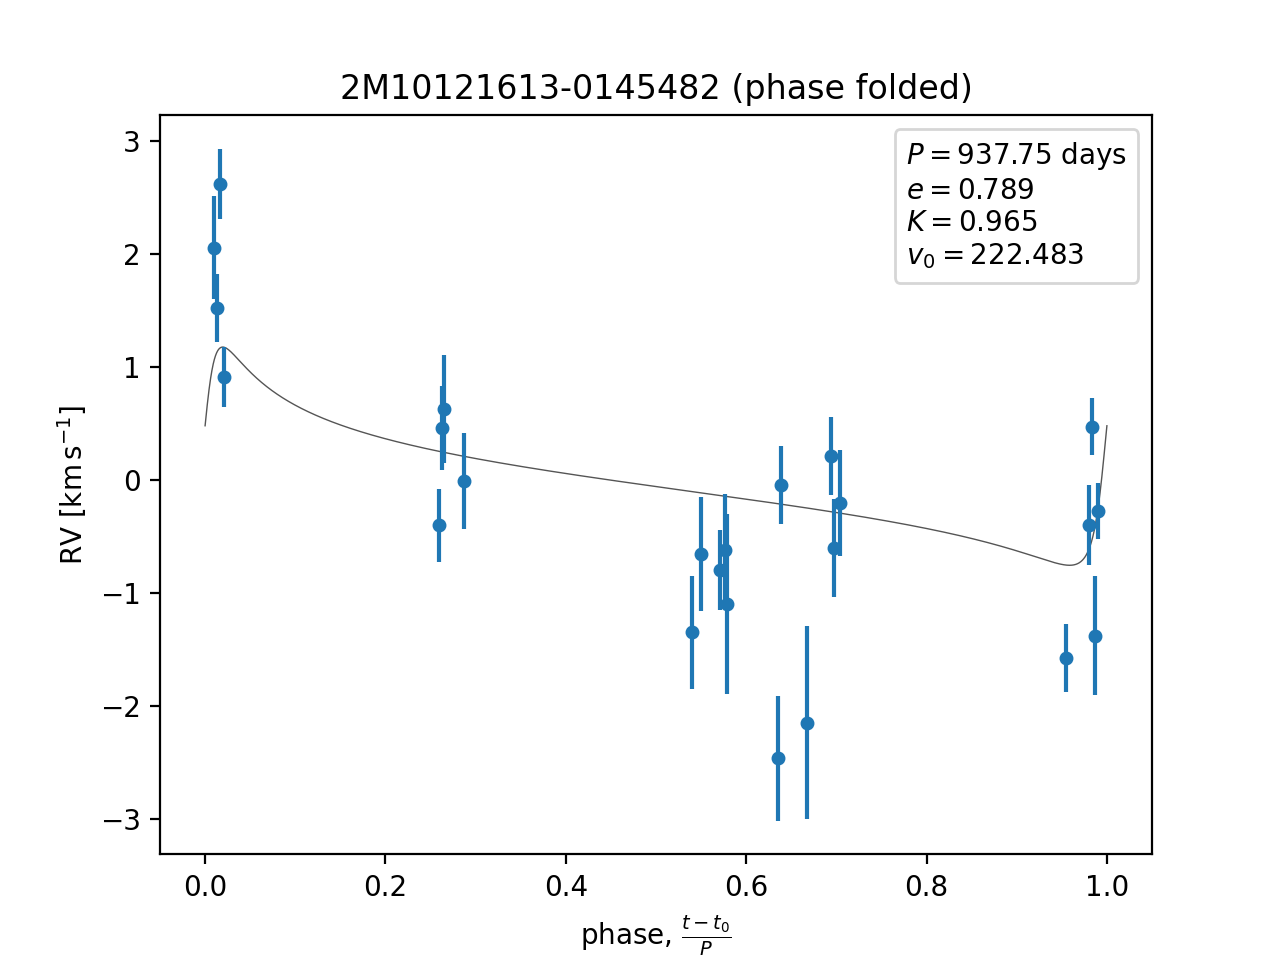 2M10121613-0145482 (phase folded)
P = 937.75 days
e = 0.789
K = 0.965
v₀ = 222.483
3
2
1
0
−1
−2
−3
RV [km s⁻¹]
0.0 0.2 0.4 0.6 0.8 1.0
phase, (t − t₀)/P